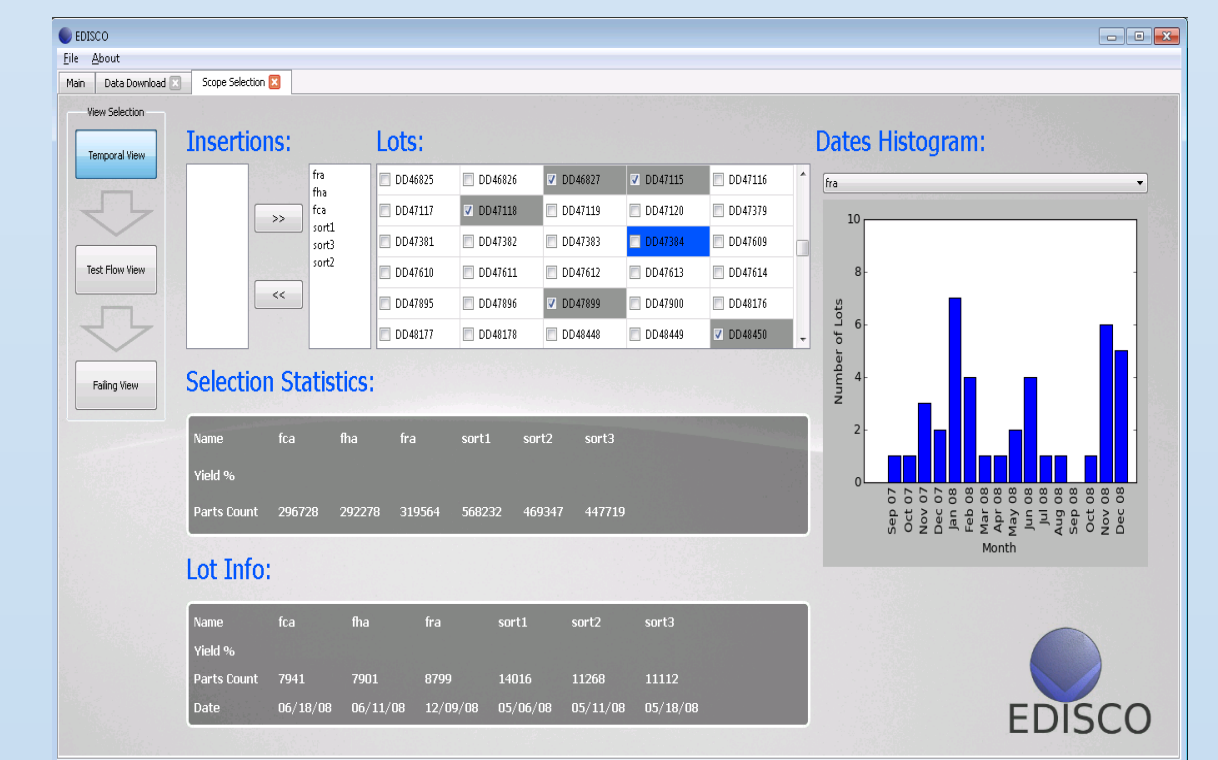 EDISCO
File About
Main Data Download Scope Selection
View Selection
Temporal View
Test Flow View
Failing View
Insertions:
>>
<<
fra
fha
fca
sort1
sort3
sort2
Lots:
DD46825 DD46826 DD46827 DD47115 DD47116
DD47117 DD47118 DD47119 DD47120 DD47379
DD47381 DD47382 DD47383 DD47384 DD47609
DD47610 DD47611 DD47612 DD47613 DD47614
DD47895 DD47896 DD47899 DD47900 DD48176
DD48177 DD48178 DD48448 DD48449 DD48450
Selection Statistics:
Name fca fha fra sort1 sort2 sort3
Yield %
Parts Count 296728 292278 319564 568232 469347 447719
Lot Info:
Name fca fha fra sort1 sort2 sort3
Yield %
Parts Count 7941 7901 8799 14016 11268 11112
Date 06/18/08 06/11/08 12/09/08 05/06/08 05/11/08 05/18/08
Dates Histogram:
fra
Number of Lots
10
8
6
4
2
0
Sep 07
Oct 07
Nov 07
Dec 07
Jan 08
Feb 08
Mar 08
Apr 08
May 08
Jun 08
Jul 08
Aug 08
Sep 08
Oct 08
Nov 08
Dec 08
Month
EDISCO